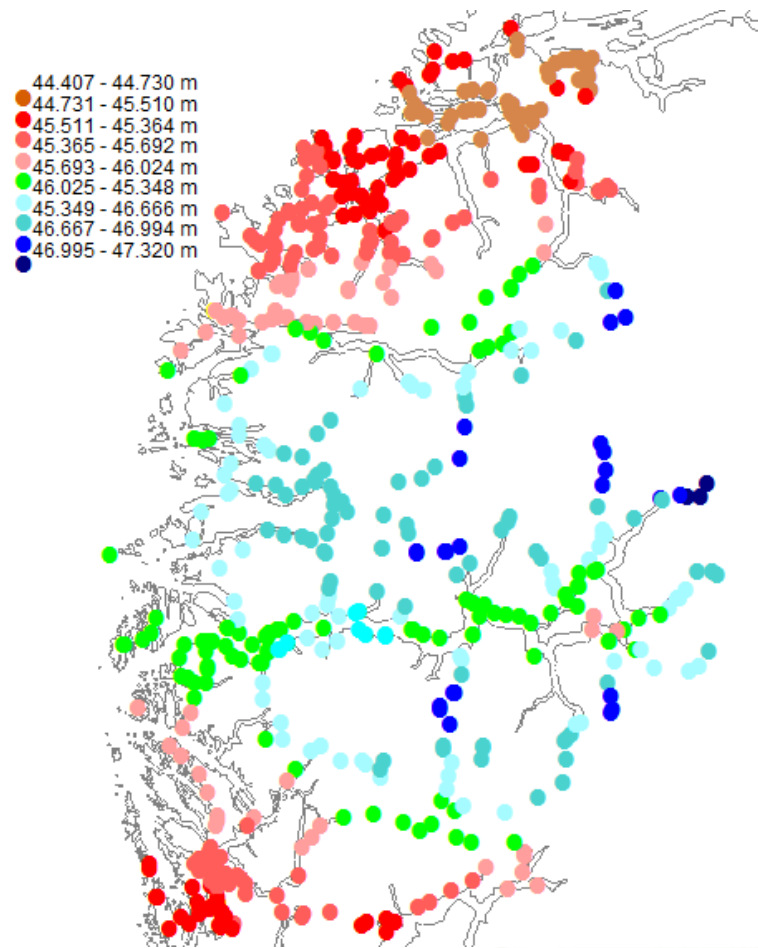 44.407 - 44.730 m
44.731 - 45.510 m
45.511 - 45.364 m
45.365 - 45.692 m
45.693 - 46.024 m
46.025 - 45.348 m
45.349 - 46.666 m
46.667 - 46.994 m
46.995 - 47.320 m